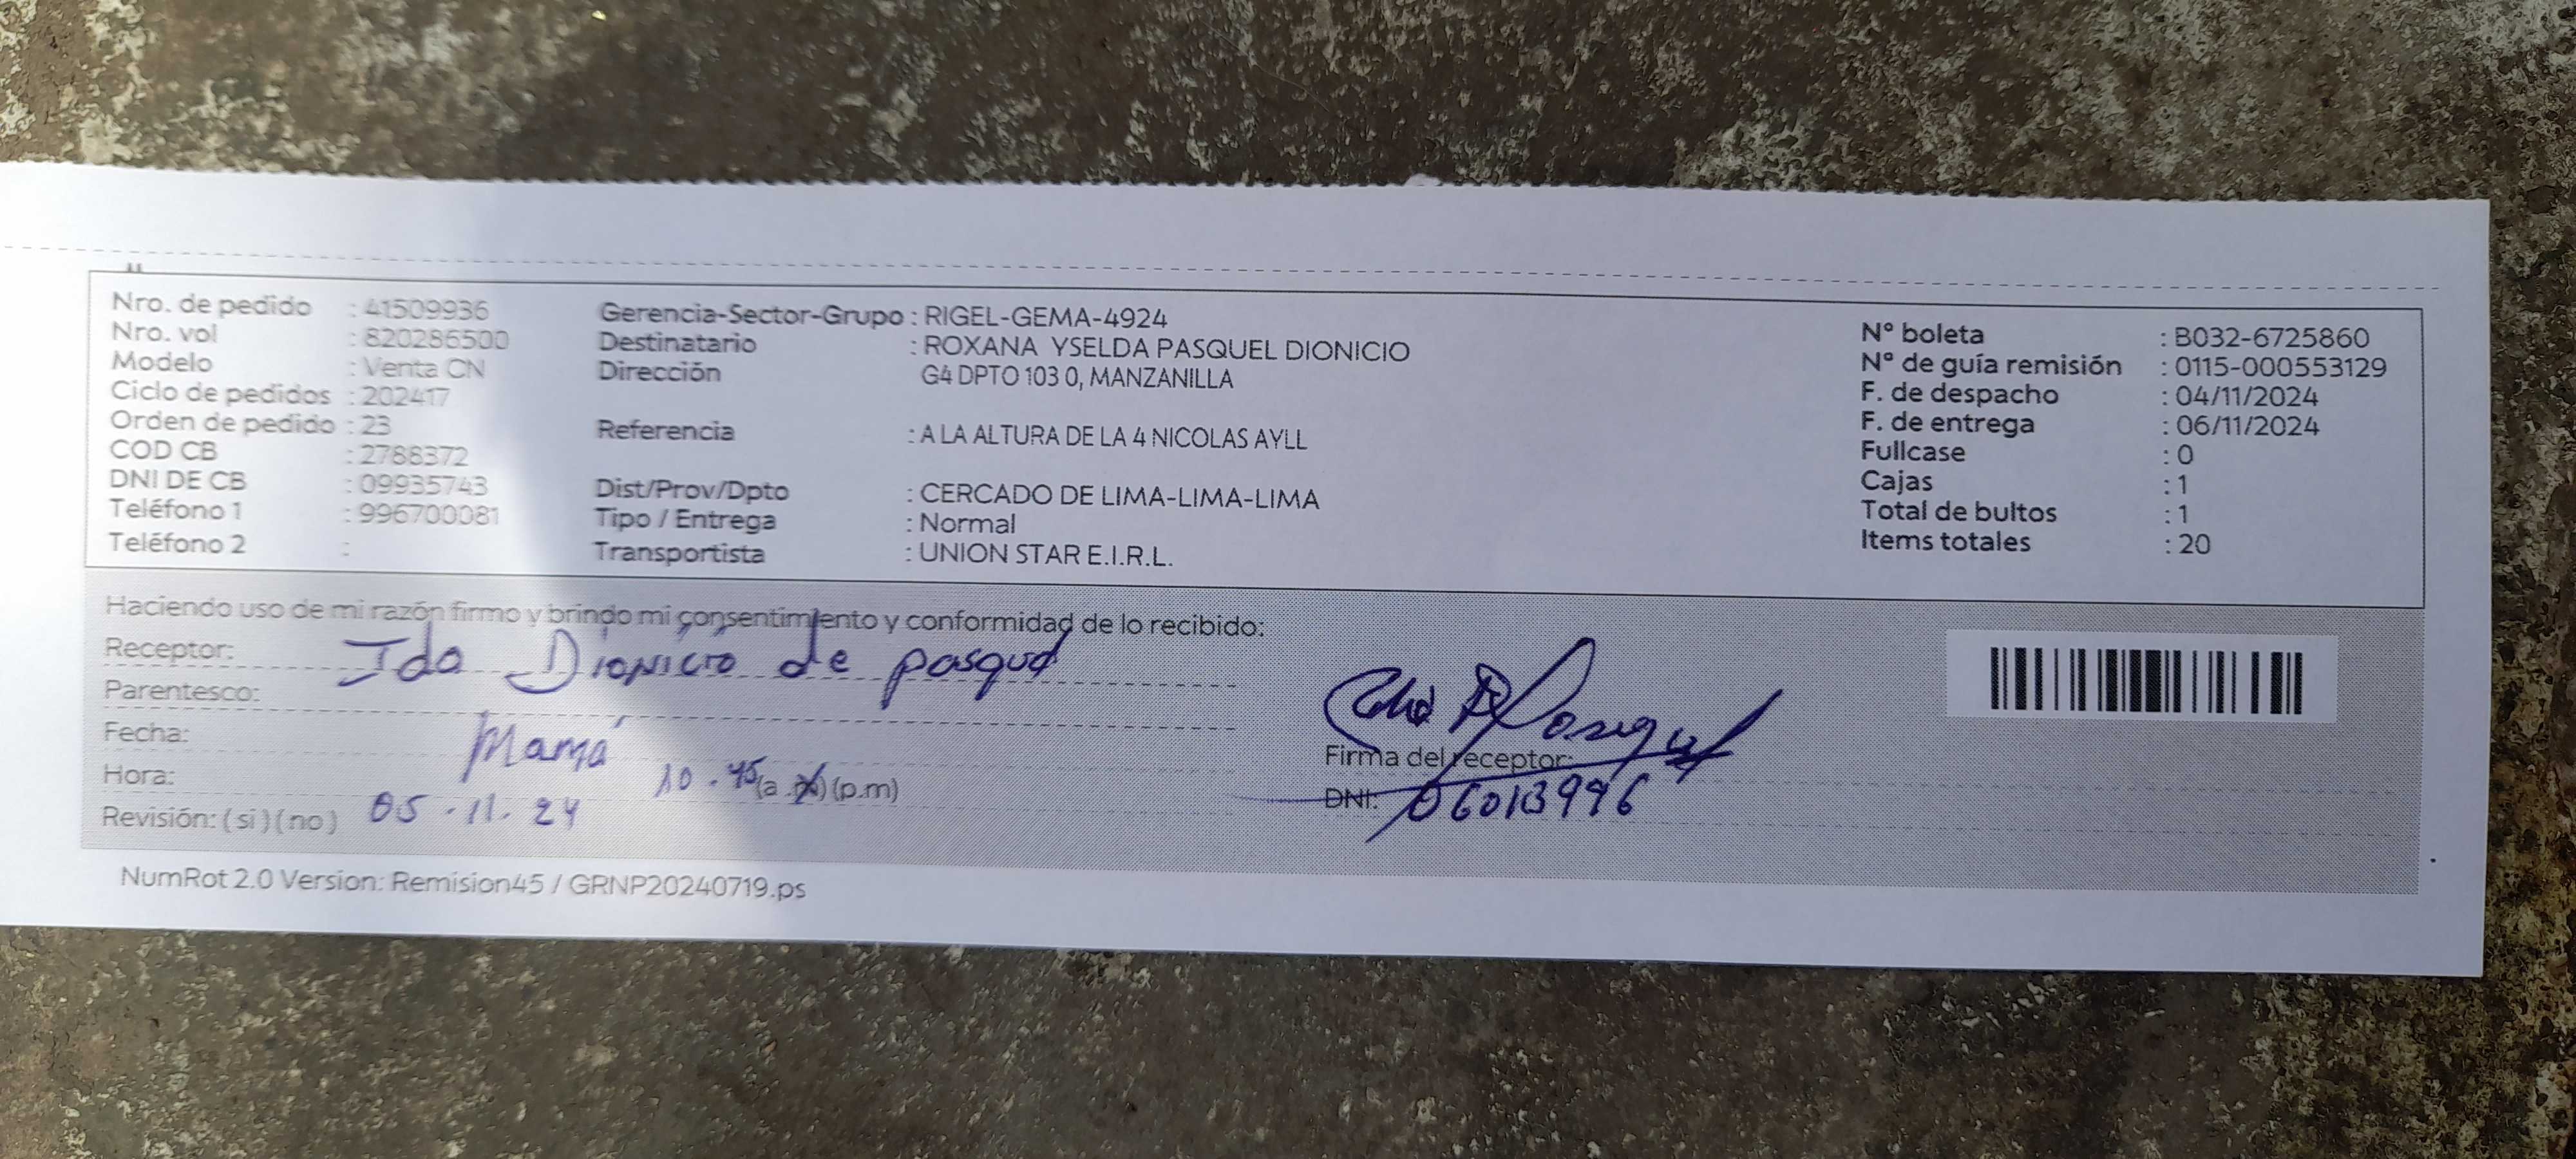 Nro. de pedido : 41509936
Nro. vol : 820286500
Modelo : Venta CN
Ciclo de pedidos : 202417
Orden de pedido : 23
COD CB : 2788372
DNI DE CB : 09935743
Teléfono 1 : 996700081
Teléfono 2 :
Gerencia-Sector-Grupo : RIGEL-GEMA-4924
Destinatario : ROXANA YSELDA PASQUEL DIONICIO
Dirección G4 DPTO 103 0, MANZANILLA
Referencia : A LA ALTURA DE LA 4 NICOLAS AYLL
Dist/Prov/Dpto : CERCADO DE LIMA-LIMA-LIMA
Tipo / Entrega : Normal
Transportista : UNION STAR E.I.R.L.
N° boleta : B032-6725860
N° de guía remisión : 0115-000553129
F. de despacho : 04/11/2024
F. de entrega : 06/11/2024
Fullcase : 0
Cajas : 1
Total de bultos : 1
Items totales : 20
Haciendo uso de mi razón firmo y brindo mi consentimiento y conformidad de lo recibido:
Receptor: Ida Dionicio de pasquel
Parentesco:
Fecha: Mamá
Hora: 10.45 (a.m) (p.m)
Revisión: ( si ) ( no ) 05.11.24
Pasquel
Firma del receptor:
DNI:
NumRot 2.0 Version: Remision45 / GRNP20240719.ps